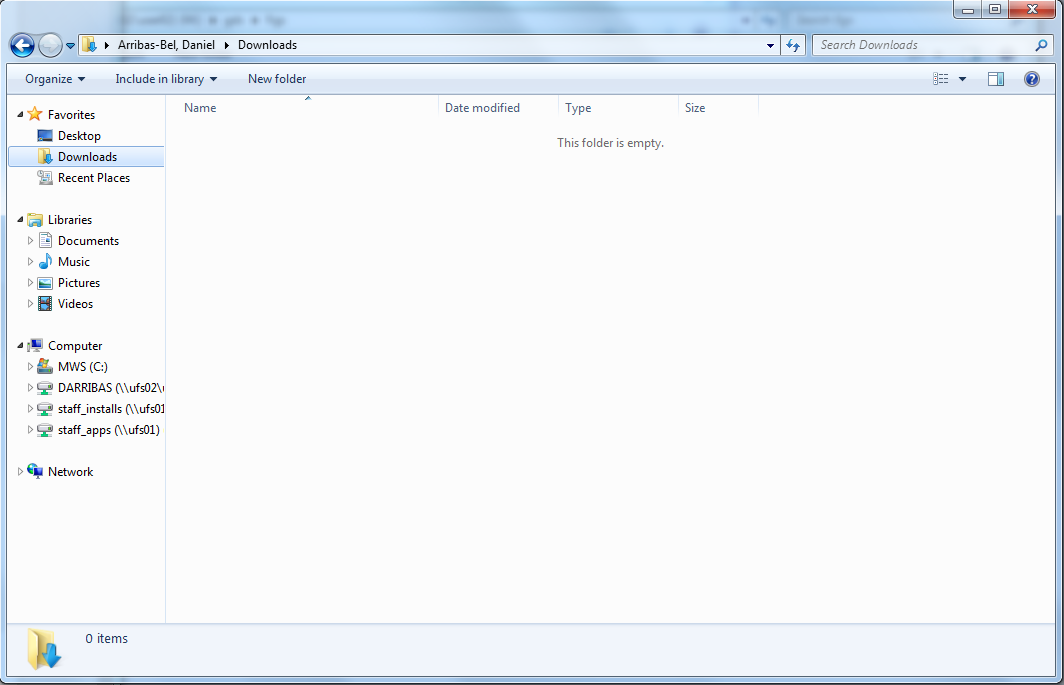 Arribas-Bel, Daniel Downloads Search Downloads
Organize Include in library New folder
Name Date modified Type Size
This folder is empty.
Favorites
Desktop
Downloads
Recent Places
Libraries
Documents
Music
Pictures
Videos
Computer
MWS (C:)
DARRIBAS (\\ufs02\
staff_installs (\\ufs01
staff_apps (\\ufs01)
Network
0 items